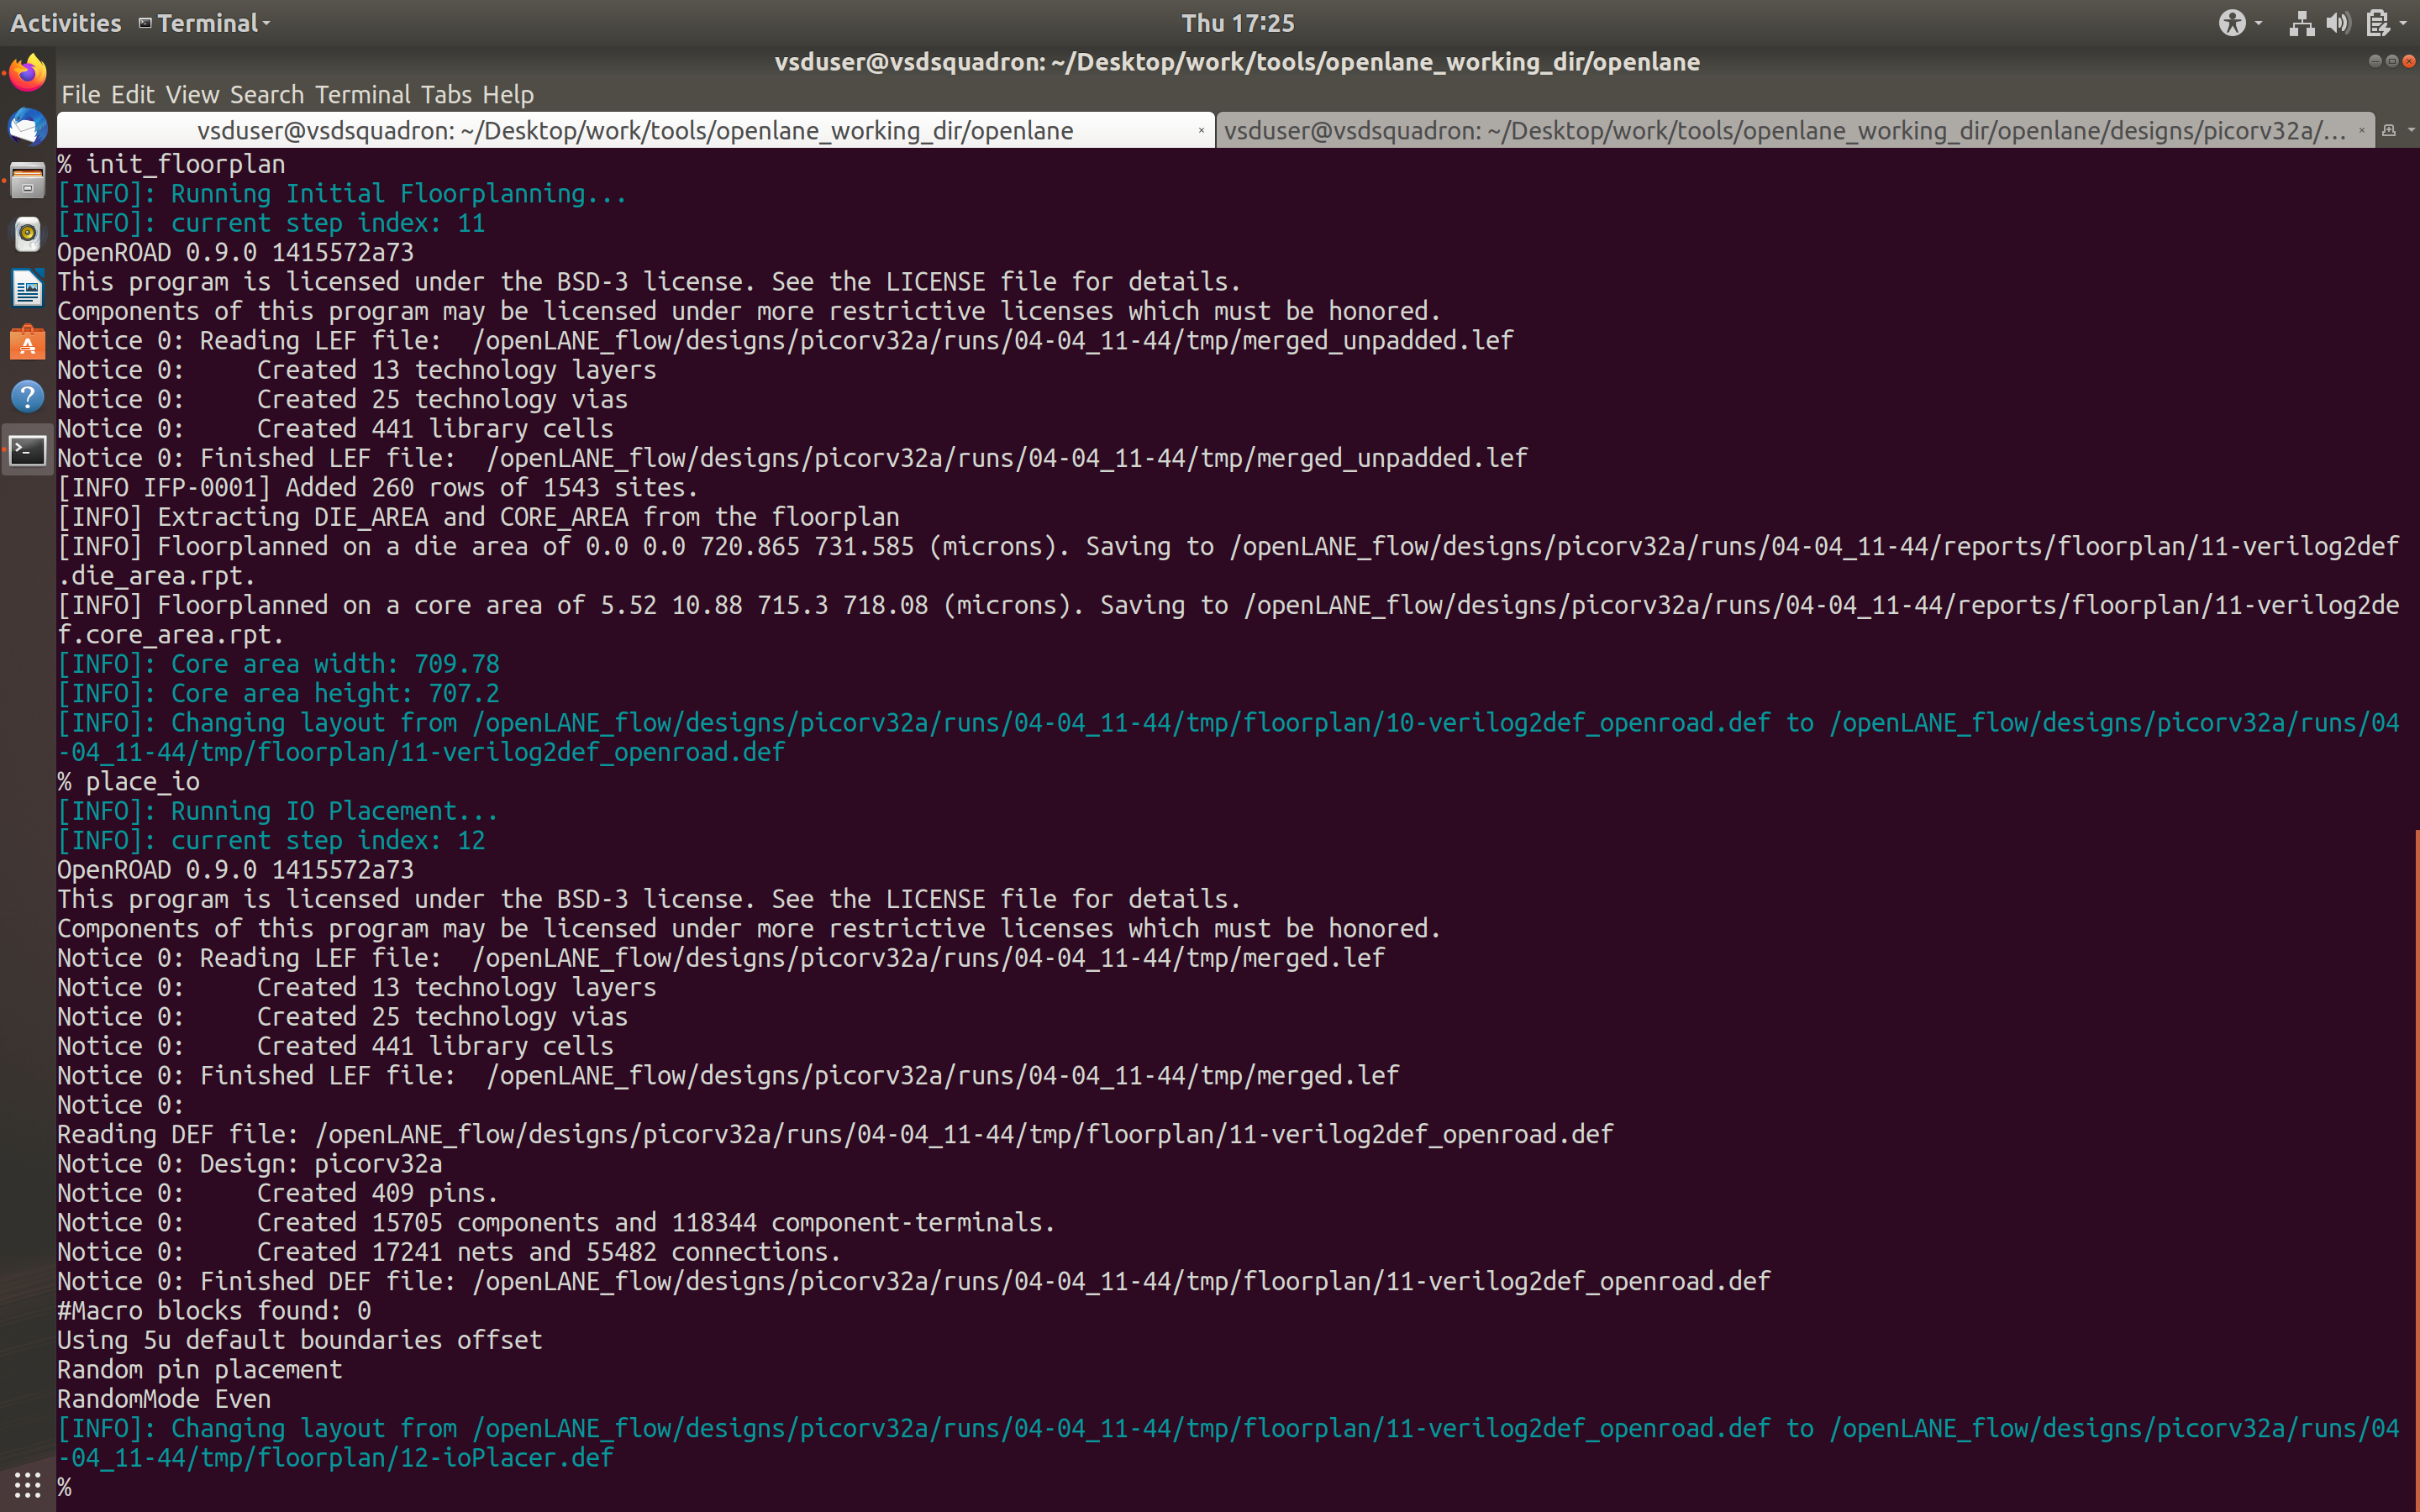 Activities Terminal Thu 17:25
vsduser@vsdsquadron: ~/Desktop/work/tools/openlane_working_dir/openlane
File Edit View Search Terminal Tabs Help
vsduser@vsdsquadron: ~/Desktop/work/tools/openlane_working_dir/openlane × vsduser@vsdsquadron: ~/Desktop/work/tools/openlane_working_dir/openlane/designs/picorv32a/... ×
% init_floorplan
[INFO]: Running Initial Floorplanning...
[INFO]: current step index: 11
OpenROAD 0.9.0 1415572a73
This program is licensed under the BSD-3 license. See the LICENSE file for details.
Components of this program may be licensed under more restrictive licenses which must be honored.
Notice 0: Reading LEF file:  /openLANE_flow/designs/picorv32a/runs/04-04_11-44/tmp/merged_unpadded.lef
Notice 0:     Created 13 technology layers
Notice 0:     Created 25 technology vias
Notice 0:     Created 441 library cells
Notice 0: Finished LEF file:  /openLANE_flow/designs/picorv32a/runs/04-04_11-44/tmp/merged_unpadded.lef
[INFO IFP-0001] Added 260 rows of 1543 sites.
[INFO] Extracting DIE_AREA and CORE_AREA from the floorplan
[INFO] Floorplanned on a die area of 0.0 0.0 720.865 731.585 (microns). Saving to /openLANE_flow/designs/picorv32a/runs/04-04_11-44/reports/floorplan/11-verilog2def
.die_area.rpt.
[INFO] Floorplanned on a core area of 5.52 10.88 715.3 718.08 (microns). Saving to /openLANE_flow/designs/picorv32a/runs/04-04_11-44/reports/floorplan/11-verilog2de
f.core_area.rpt.
[INFO]: Core area width: 709.78
[INFO]: Core area height: 707.2
[INFO]: Changing layout from /openLANE_flow/designs/picorv32a/runs/04-04_11-44/tmp/floorplan/10-verilog2def_openroad.def to /openLANE_flow/designs/picorv32a/runs/04
-04_11-44/tmp/floorplan/11-verilog2def_openroad.def
% place_io
[INFO]: Running IO Placement...
[INFO]: current step index: 12
OpenROAD 0.9.0 1415572a73
This program is licensed under the BSD-3 license. See the LICENSE file for details.
Components of this program may be licensed under more restrictive licenses which must be honored.
Notice 0: Reading LEF file:  /openLANE_flow/designs/picorv32a/runs/04-04_11-44/tmp/merged.lef
Notice 0:     Created 13 technology layers
Notice 0:     Created 25 technology vias
Notice 0:     Created 441 library cells
Notice 0: Finished LEF file:  /openLANE_flow/designs/picorv32a/runs/04-04_11-44/tmp/merged.lef
Notice 0:
Reading DEF file: /openLANE_flow/designs/picorv32a/runs/04-04_11-44/tmp/floorplan/11-verilog2def_openroad.def
Notice 0: Design: picorv32a
Notice 0:     Created 409 pins.
Notice 0:     Created 15705 components and 118344 component-terminals.
Notice 0:     Created 17241 nets and 55482 connections.
Notice 0: Finished DEF file: /openLANE_flow/designs/picorv32a/runs/04-04_11-44/tmp/floorplan/11-verilog2def_openroad.def
#Macro blocks found: 0
Using 5u default boundaries offset
Random pin placement
RandomMode Even
[INFO]: Changing layout from /openLANE_flow/designs/picorv32a/runs/04-04_11-44/tmp/floorplan/11-verilog2def_openroad.def to /openLANE_flow/designs/picorv32a/runs/04
-04_11-44/tmp/floorplan/12-ioPlacer.def
%